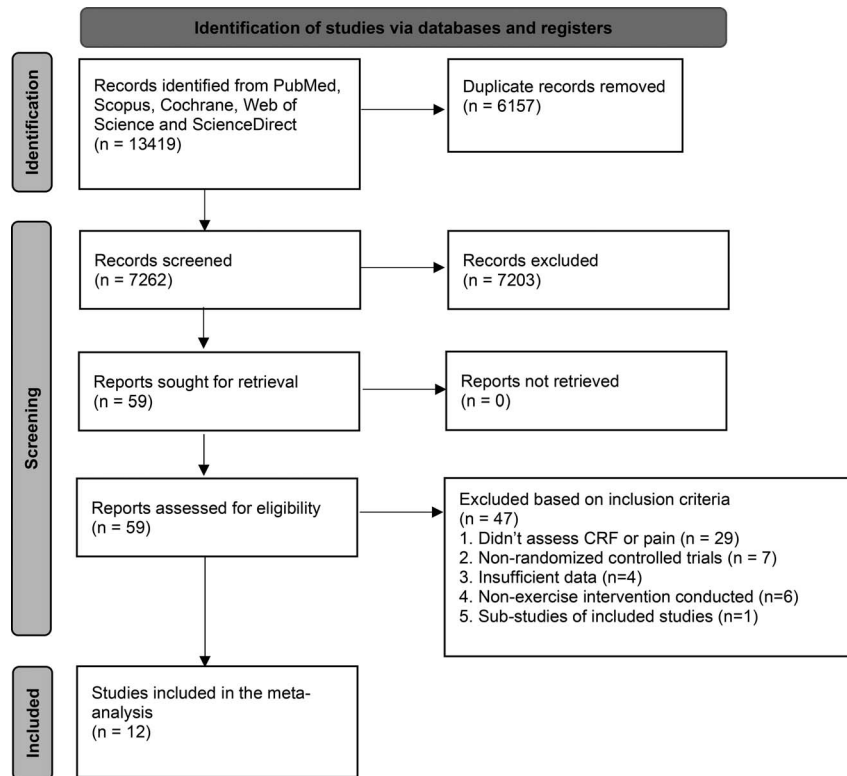 Identification of studies via databases and registers
Identification
Records identified from PubMed,
Scopus, Cochrane, Web of
Science and ScienceDirect
(n = 13419)
Duplicate records removed
(n = 6157)
Screening
Records screened
(n = 7262)
Records excluded
(n = 7203)
Reports sought for retrieval
(n = 59)
Reports not retrieved
(n = 0)
Reports assessed for eligibility
(n = 59)
Excluded based on inclusion criteria
(n = 47)
1. Didn't assess CRF or pain (n = 29)
2. Non-randomized controlled trials (n = 7)
3. Insufficient data (n=4)
4. Non-exercise intervention conducted (n=6)
5. Sub-studies of included studies (n=1)
Included
Studies included in the meta-
analysis
(n = 12)